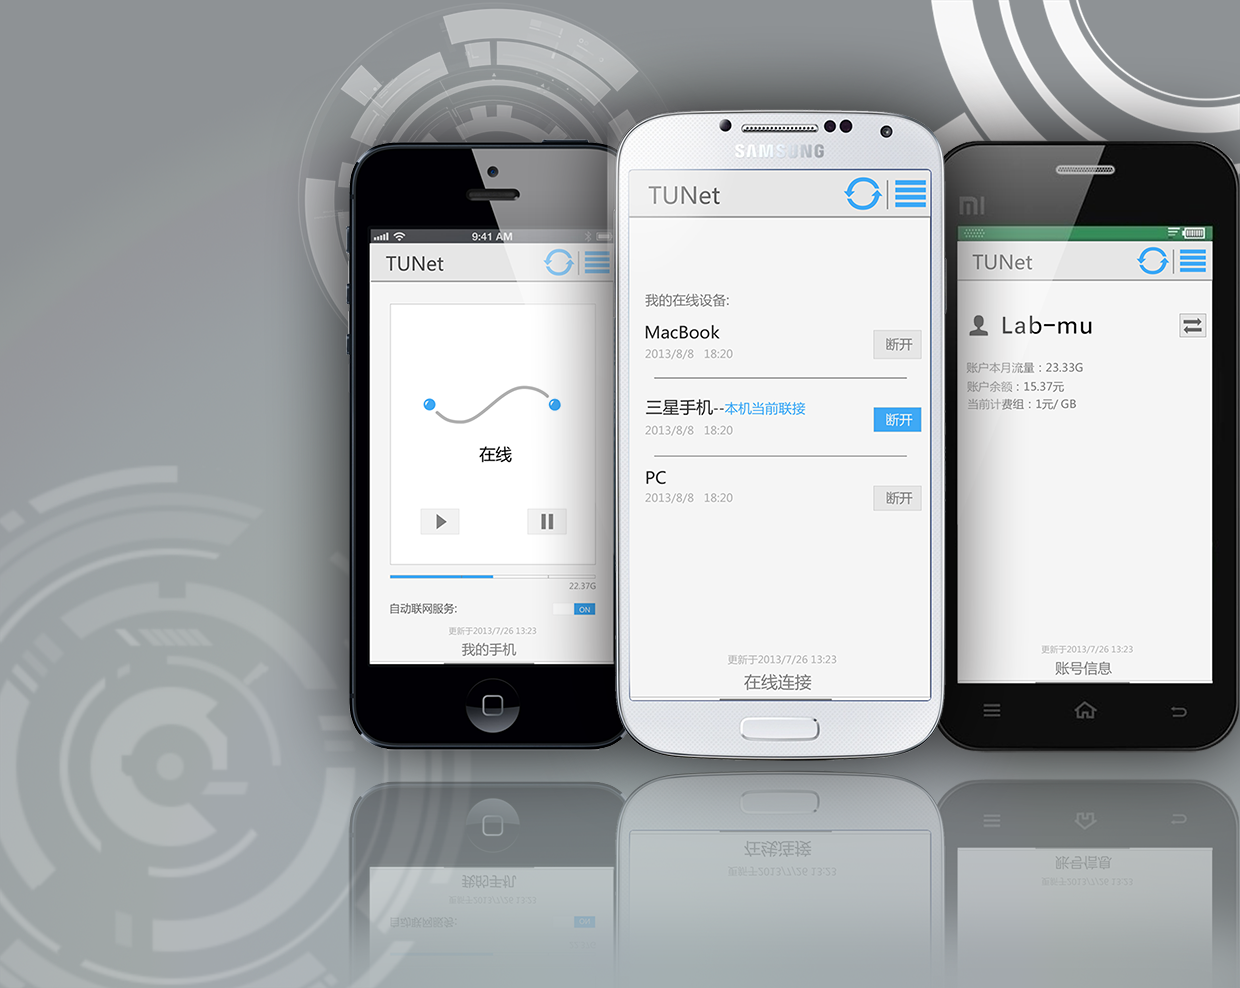 9:41 AM
TUNet
在线
22.37G
自动联网服务:
ON
更新于2013/7/26 13:23
我的手机
SAMSUNG
TUNet
我的在线设备:
MacBook
2013/8/8 18:20
断开
三星手机--本机当前联接
2013/8/8 18:20
断开
PC
2013/8/8 18:20
断开
更新于2013/7/26 13:23
在线连接
mi
TUNet
Lab-mu
账户本月流量：23.33G
账户余额：15.37元
当前计费组：1元/ GB
更新于2013/7/26 13:23
账号信息